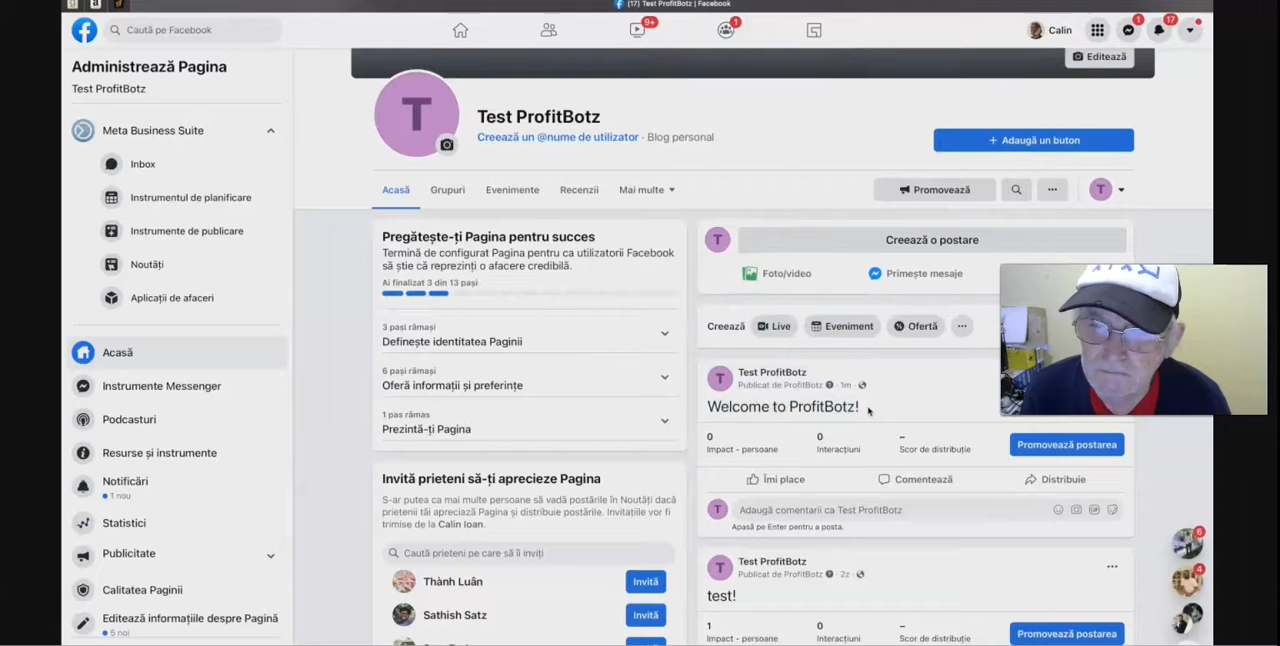 (17) Test ProfitBotz | Facebook
Caută pe Facebook
9+
1
Calin
1
17
Administrează Pagina
Test ProfitBotz
Meta Business Suite
Inbox
Instrumentul de planificare
Instrumente de publicare
Noutăți
Aplicații de afaceri
Acasă
Instrumente Messenger
Podcasturi
Resurse și instrumente
Notificări
1 nou
Statistici
Publicitate
Calitatea Paginii
Editează informațiile despre Pagină
5 noi
Editează
T
Test ProfitBotz
Creează un @nume de utilizator · Blog personal
+ Adaugă un buton
Acasă Grupuri Evenimente Recenzii Mai multe
Promovează
T
Pregătește-ți Pagina pentru succes
Termină de configurat Pagina pentru ca utilizatorii Facebook
să știe că reprezinți o afacere credibilă.
Ai finalizat 3 din 13 pași
3 pași rămași
Definește identitatea Paginii
6 pași rămași
Oferă informații și preferințe
1 pas rămas
Prezintă-ți Pagina
Invită prieteni să-ți aprecieze Pagina
S-ar putea ca mai multe persoane să vadă postările în Noutăți dacă
prietenii tăi apreciază Pagina și distribuie postările. Invitațiile vor fi
trimise de la Calin Ioan.
Caută prieteni pe care să îi inviți
Thành Luân Invită
Sathish Satz Invită
T
Creează o postare
Foto/video Primește mesaje
Creează Live Eveniment Ofertă
T
Test ProfitBotz
Publicat de ProfitBotz · 1m ·
Welcome to ProfitBotz!
0 0 –
Impact - persoane Interacțiuni Scor de distribuție
Promovează postarea
Îmi place Comentează Distribuie
T
Adaugă comentarii ca Test ProfitBotz
GIF
Apasă pe Enter pentru a posta.
T
Test ProfitBotz
Publicat de ProfitBotz · 2z ·
test!
1 0 –
Impact - persoane Interacțiuni Scor de distribuție
Promovează postarea
6
4